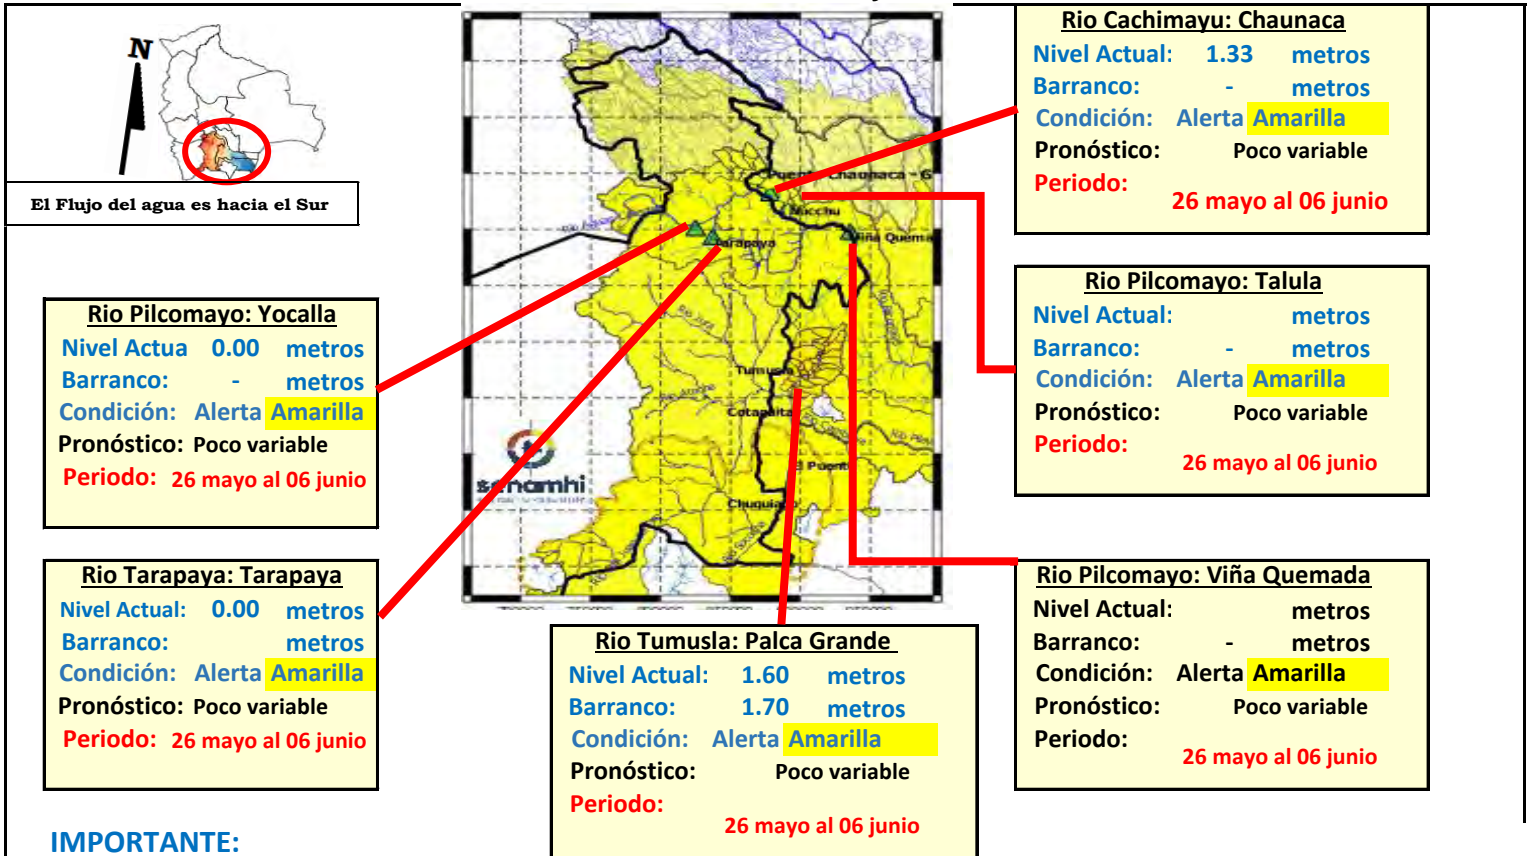 N
El Flujo del agua es hacia el Sur
Rio Pilcomayo: Yocalla
Nivel Actua 0.00 metros
Barranco: - metros
Condición: Alerta Amarilla
Pronóstico: Poco variable
Periodo: 26 mayo al 06 junio
Rio Tarapaya: Tarapaya
Nivel Actual: 0.00 metros
Barranco: metros
Condición: Alerta Amarilla
Pronóstico: Poco variable
Periodo: 26 mayo al 06 junio
IMPORTANTE:
Puente Chaunaca - 6
Nucchu
Viña Quema
Tarapaya
Tumusla
Cotagaita
El Puente
senamhi
Rio Tumusla: Palca Grande
Nivel Actual: 1.60 metros
Barranco: 1.70 metros
Condición: Alerta Amarilla
Pronóstico: Poco variable
Periodo:
26 mayo al 06 junio
Rio Cachimayu: Chaunaca
Nivel Actual: 1.33 metros
Barranco: - metros
Condición: Alerta Amarilla
Pronóstico: Poco variable
Periodo:
26 mayo al 06 junio
Rio Pilcomayo: Talula
Nivel Actual: metros
Barranco: - metros
Condición: Alerta Amarilla
Pronóstico: Poco variable
Periodo:
26 mayo al 06 junio
Rio Pilcomayo: Viña Quemada
Nivel Actual: metros
Barranco: - metros
Condición: Alerta Amarilla
Pronóstico: Poco variable
Periodo:
26 mayo al 06 junio